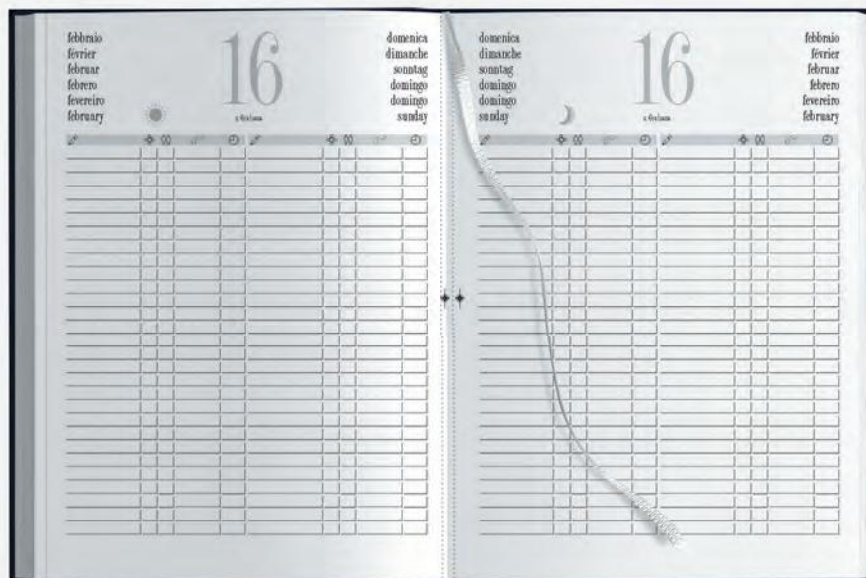 febbraio
février
februar
febrero
fevereiro
february
16
domenica
dimanche
sonntag
domingo
domingo
sunday
domenica
dimanche
sonntag
domingo
domingo
sunday
16
febbraio
février
februar
febrero
fevereiro
february